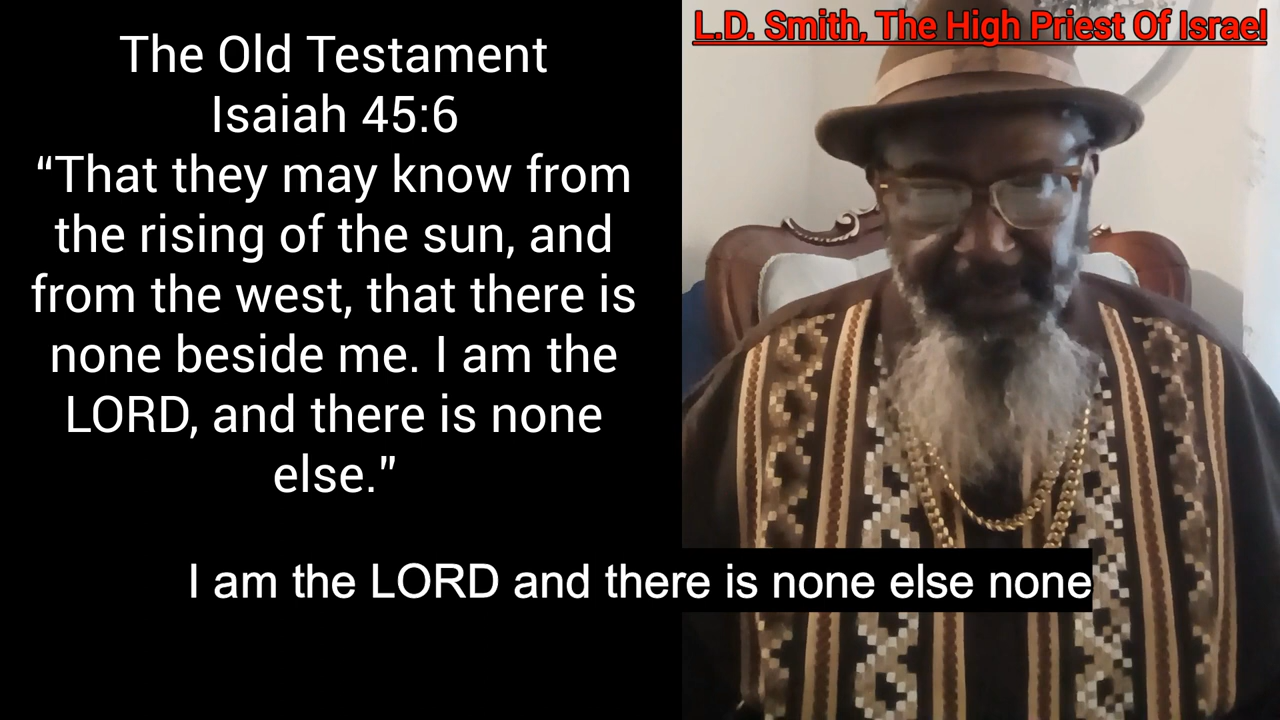 L.D. Smith, The High Priest Of Israel
The Old Testament
Isaiah 45:6
“That they may know from
the rising of the sun, and
from the west, that there is
none beside me. I am the
LORD, and there is none
else.”
I am the LORD and there is none else none